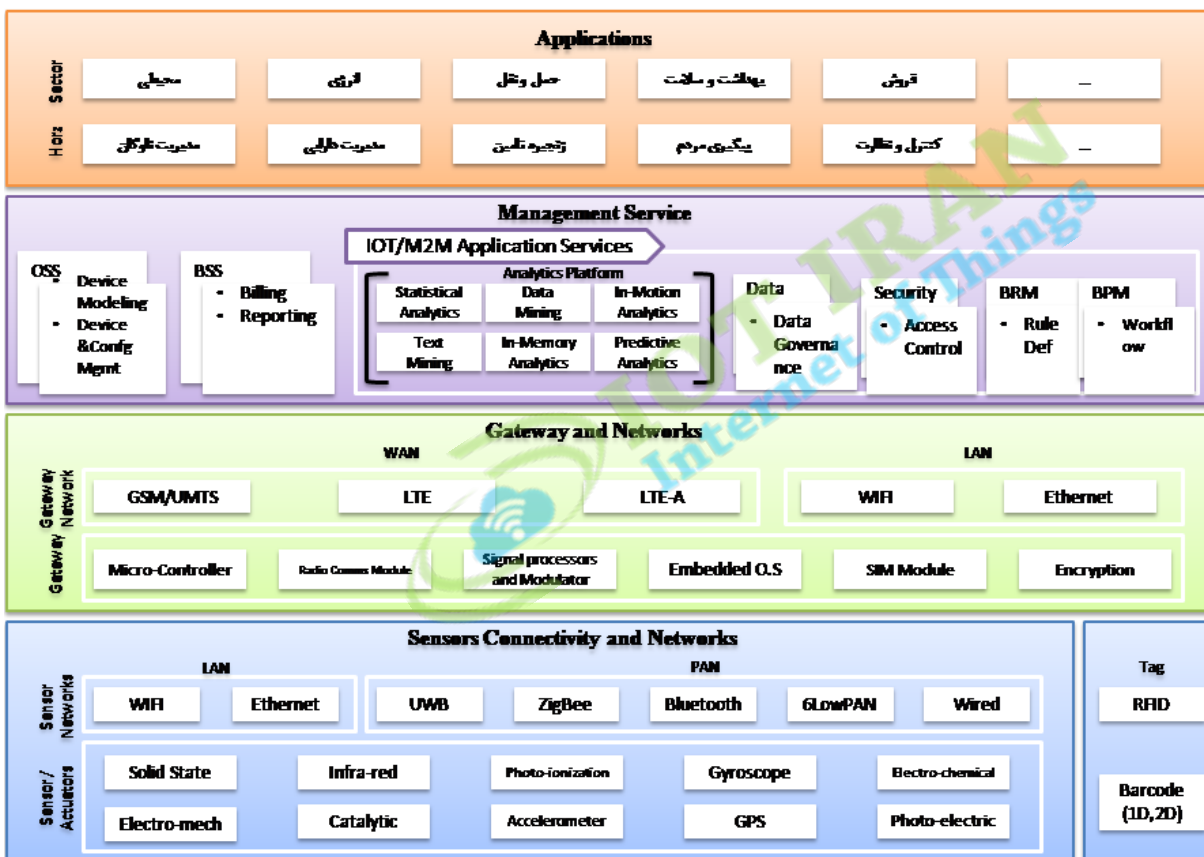 Applications
Sector
محیطی
انرژی
حمل و نقل
بهداشت و سلامت
فروش
...
Horz
مدیریت ناوگان
مدیریت دارایی
زنجیره تامین
پیگیری مردم
کنترل و نظارت
...
Management Service
IOT/M2M Application Services
OSS
• Device
Modeling
• Device
&Confg
Mgmt
BSS
• Billing
• Reporting
Analytics Platform
Statistical
Analytics
Data
Mining
In-Motion
Analytics
Text
Mining
In-Memory
Analytics
Predictive
Analytics
Data
• Data
Governa
nce
Security
• Access
Control
BRM
• Rule
Def
BPM
• Workfl
ow
IOT IRAN
Internet of Things
Gateway and Networks
WAN
LAN
Gateway
Network
GSM/UMTS
LTE
LTE-A
WIFI
Ethernet
Gateway
Micro-Controller
Radio Comms Module
Signal processors
and Modulator
Embedded O.S
SIM Module
Encryption
Sensors Connectivity and Networks
LAN
PAN
Sensor
Networks
WIFI
Ethernet
UWB
ZigBee
Bluetooth
6LowPAN
Wired
Sensor /
Actuators
Solid State
Infra-red
Photo-ionization
Gyroscope
Electro-chemical
Electro-mech
Catalytic
Accelerometer
GPS
Photo-electric
Tag
RFID
Barcode
(1D,2D)